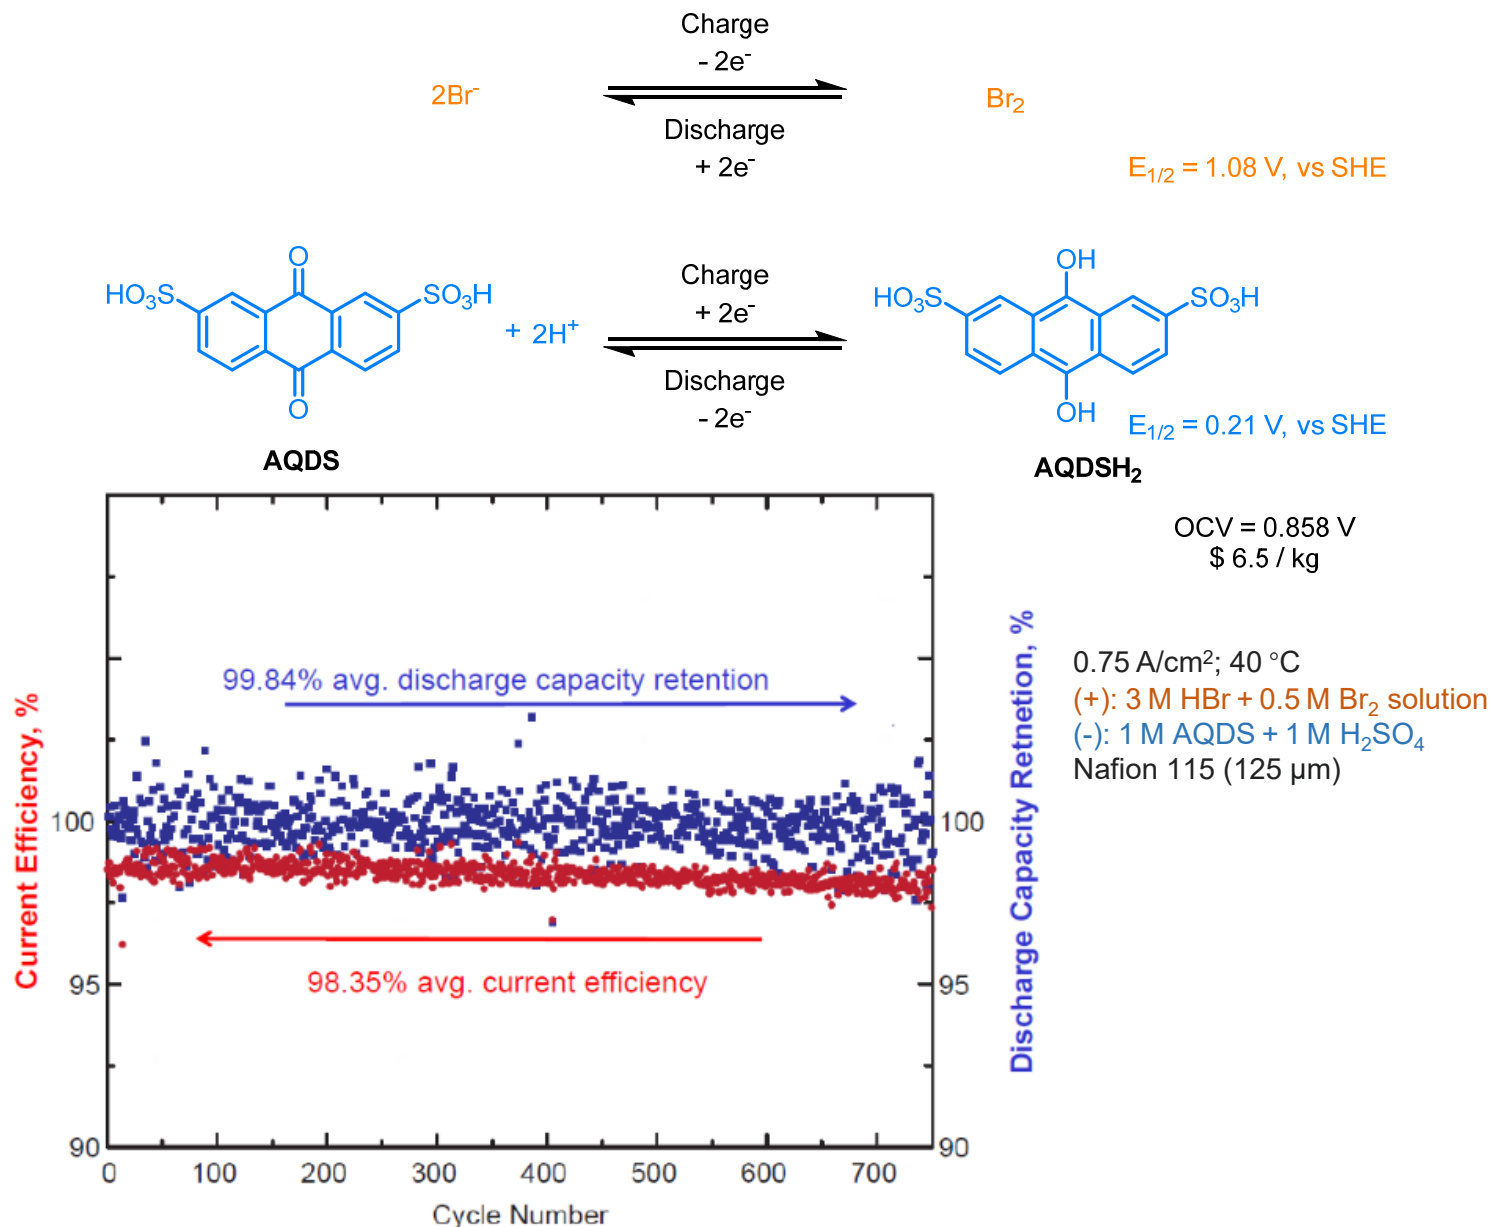 Charge
- 2e⁻
2Br⁻
Br₂
Discharge
+ 2e⁻
E₁/₂ = 1.08 V, vs SHE
O
HO₃S
SO₃H
+ 2H⁺
O
AQDS
Charge
+ 2e⁻
Discharge
- 2e⁻
OH
HO₃S
SO₃H
OH
E₁/₂ = 0.21 V, vs SHE
AQDSH₂
OCV = 0.858 V
$ 6.5 / kg
0.75 A/cm²; 40 °C
(+): 3 M HBr + 0.5 M Br₂ solution
(-): 1 M AQDS + 1 M H₂SO₄
Nafion 115 (125 µm)
Current Efficiency, %
Discharge Capacity Retnetion, %
99.84% avg. discharge capacity retention
98.35% avg. current efficiency
100
95
90
100
95
90
0 100 200 300 400 500 600 700
Cycle Number